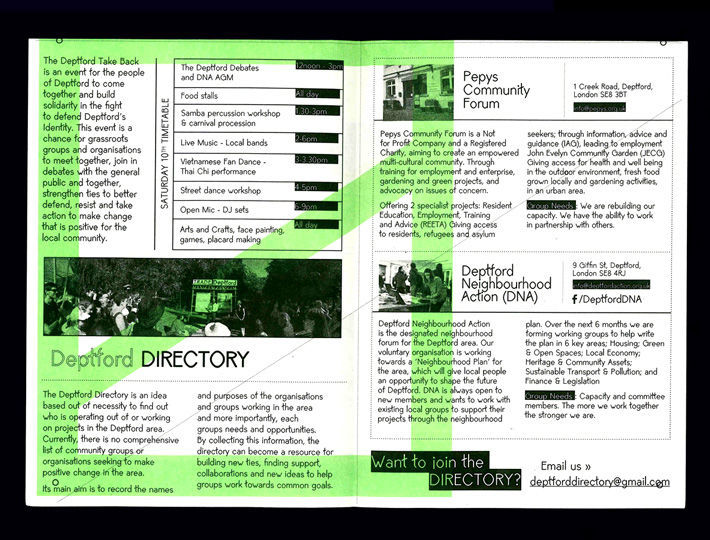 The Deptford Take Back
is an event for the people
of Deptford to come
together and build
solidarity in the fight
to defend Deptford's
Identity. This event is a
chance for grassroots
groups and organisations
to meet together, join in
debates with the general
public and together,
strengthen ties to better
defend, resist and take
action to make change
that is positive for the
local community.
SATURDAY 10TH TIMETABLE
The Deptford Debates 12noon - 3pm
and DNA AGM
Food stalls All day
Samba percussion workshop 1.30-3pm
& carnival procession
Live Music - Local bands 2-6pm
Vietnamese Fan Dance - 3-3.30pm
Thai Chi performance
Street dance workshop 4-5pm
Open Mic - DJ sets 6-9pm
Arts and Crafts, face painting, All day
games, placard making
Deptford DIRECTORY
The Deptford Directory is an idea
based out of necessity to find out
who is operating out of or working
on projects in the Deptford area.
Currently, there is no comprehensive
list of community groups or
organisations seeking to make
positive change in the area.
Its main aim is to record the names
and purposes of the organisations
and groups working in the area
and more importantly, each
groups needs and opportunities.
By collecting this information, the
directory can become a resource for
building new ties, finding support,
collaborations and new ideas to help
groups work towards common goals.
Pepys
Community
Forum
1 Creek Road, Deptford,
London SE8 3BT
info@pepys.org.uk
Pepys Community Forum is a Not
for Profit Company and a Registered
Charity, aiming to create an empowered
multi-cultural community. Through
training for employment and enterprise,
gardening and green projects, and
advocacy on issues of concern.
Offering 2 specialist projects: Resident
Education, Employment, Training
and Advice (REETA) Giving access
to residents, refugees and asylum
seekers; through information, advice and
guidance (IAG), leading to employment
John Evelyn Community Garden (JECG)
Giving access for health and well being
in the outdoor environment, fresh food
grown locally and gardening activities,
in an urban area.
Group Needs: We are rebuilding our
capacity. We have the ability to work
in partnership with others.
Deptford
Neighbourhood
Action (DNA)
9 Giffin St, Deptford,
London SE8 4RJ
info@deptfordaction.org.uk
f/DeptfordDNA
Deptford Neighbourhood Action
is the designated neighbourhood
forum for the Deptford area. Our
voluntary organisation is working
towards a 'Neighbourhood Plan' for
the area, which will give local people
an opportunity to shape the future
of Deptford. DNA is always open to
new members and wants to work with
existing local groups to support their
projects through the neighbourhood
plan. Over the next 6 months we are
forming working groups to help write
the plan in 6 key areas; Housing; Green
& Open Spaces; Local Economy;
Heritage & Community Assets;
Sustainable Transport & Pollution; and
Finance & Legislation
Group Needs: Capacity and committee
members. The more we work together
the stronger we are.
Want to join the
DIRECTORY?
Email us »
deptforddirectory@gmail.com